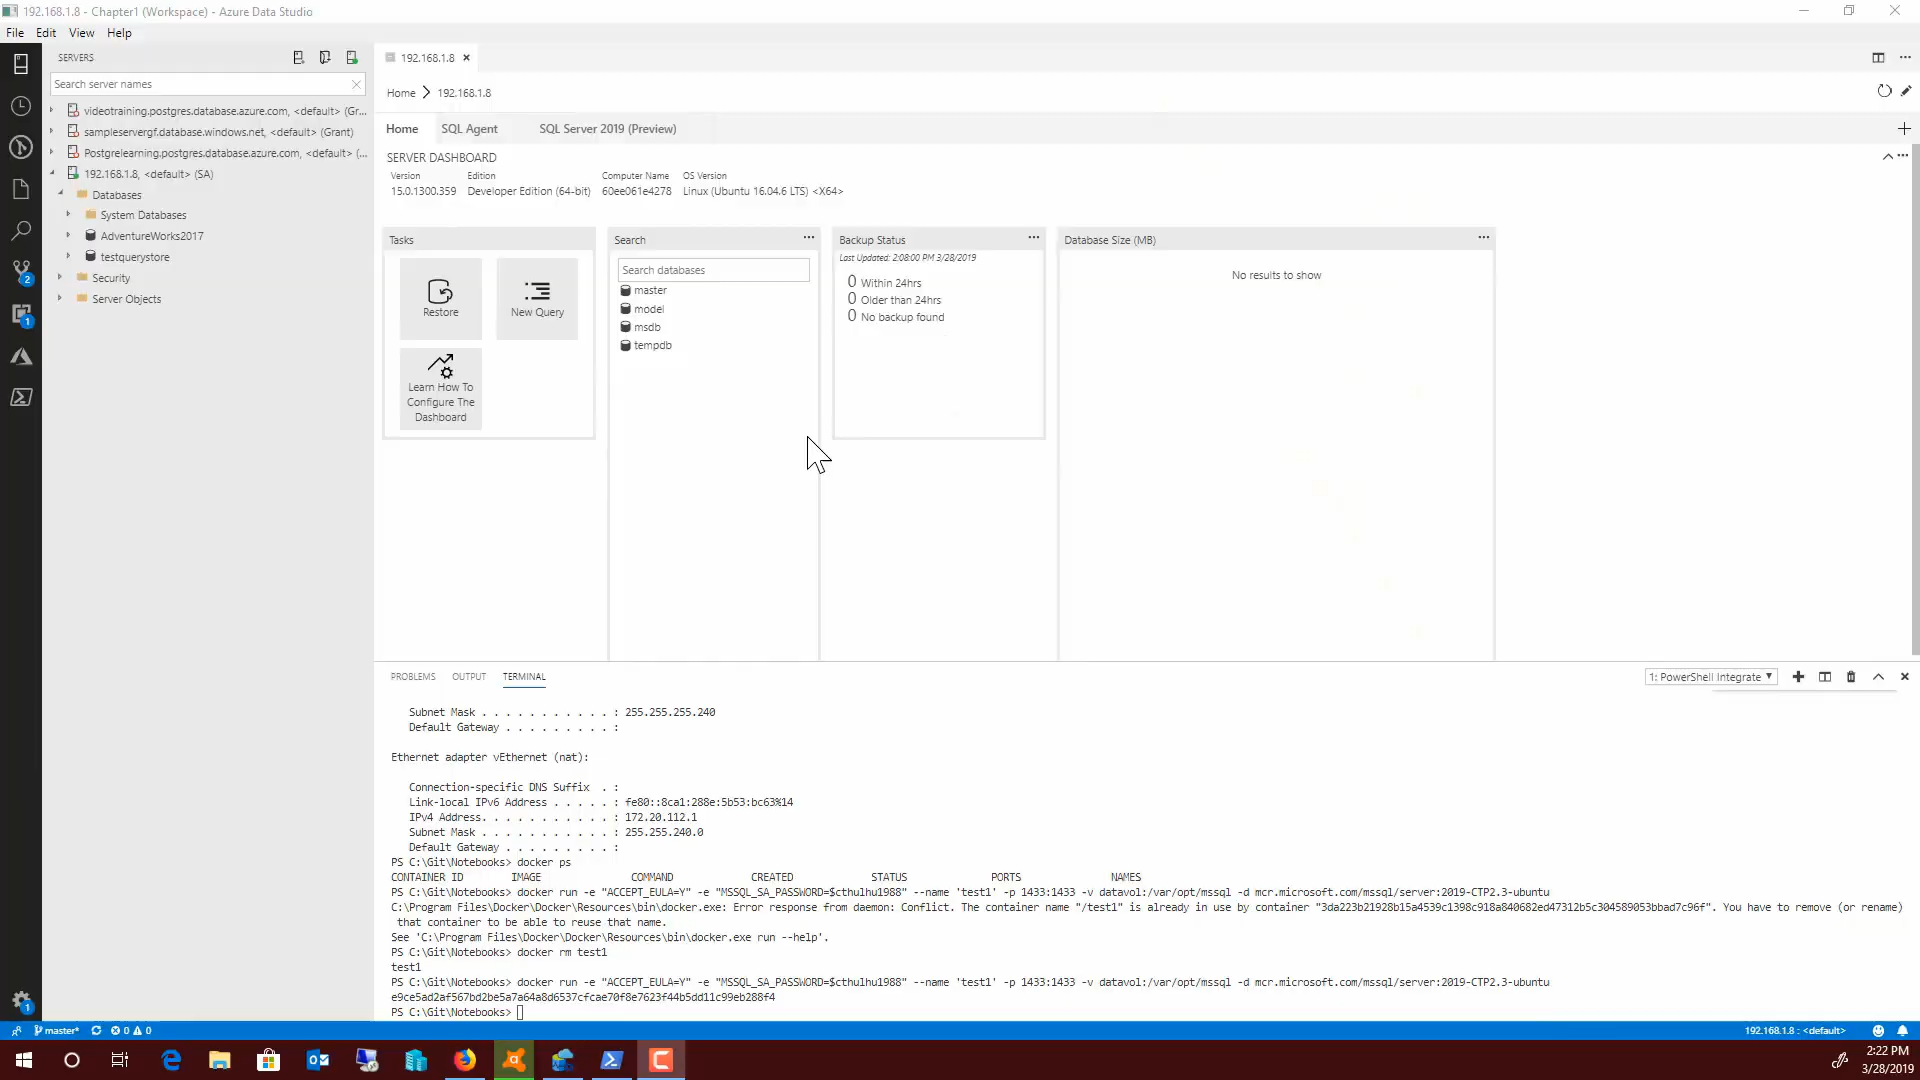 192.168.1.8 - Chapter1 (Workspace) - Azure Data Studio
File Edit View Help
SERVERS
Search server names
videotraining.postgres.database.azure.com, <default> (Gr...
sampleservergf.database.windows.net, <default> (Grant)
Postgrelearning.postgres.database.azure.com, <default> (...
192.168.1.8, <default> (SA)
Databases
System Databases
AdventureWorks2017
testquerystore
Security
Server Objects
2
1
1
192.168.1.8
Home 192.168.1.8
Home SQL Agent SQL Server 2019 (Preview)
SERVER DASHBOARD
Version Edition Computer Name OS Version
15.0.1300.359 Developer Edition (64-bit) 60ee061e4278 Linux (Ubuntu 16.04.6 LTS) <X64>
Tasks
Restore
New Query
Learn How To
Configure The
Dashboard
Search
Search databases
master
model
msdb
tempdb
Backup Status
Last Updated: 2:08:00 PM 3/28/2019
0 Within 24hrs
0 Older than 24hrs
0 No backup found
Database Size (MB)
No results to show
PROBLEMS OUTPUT TERMINAL
1: PowerShell Integrate
Subnet Mask . . . . . . . . . . . : 255.255.255.240
Default Gateway . . . . . . . . . :
Ethernet adapter vEthernet (nat):
Connection-specific DNS Suffix  . :
Link-local IPv6 Address . . . . . : fe80::8ca1:288e:5b53:bc63%14
IPv4 Address. . . . . . . . . . . : 172.20.112.1
Subnet Mask . . . . . . . . . . . : 255.255.240.0
Default Gateway . . . . . . . . . :
PS C:\Git\Notebooks> docker ps
CONTAINER ID IMAGE COMMAND CREATED STATUS PORTS NAMES
PS C:\Git\Notebooks> docker run -e "ACCEPT_EULA=Y" -e "MSSQL_SA_PASSWORD=$cthulhu1988" --name 'test1' -p 1433:1433 -v datavol:/var/opt/mssql -d mcr.microsoft.com/mssql/server:2019-CTP2.3-ubuntu
C:\Program Files\Docker\Docker\Resources\bin\docker.exe: Error response from daemon: Conflict. The container name "/test1" is already in use by container "3da223b21928b15a4539c1398c918a840682ed47312b5c304589053bbad7c96f". You have to remove (or rename)
that container to be able to reuse that name.
See 'C:\Program Files\Docker\Docker\Resources\bin\docker.exe run --help'.
PS C:\Git\Notebooks> docker rm test1
test1
PS C:\Git\Notebooks> docker run -e "ACCEPT_EULA=Y" -e "MSSQL_SA_PASSWORD=$cthulhu1988" --name 'test1' -p 1433:1433 -v datavol:/var/opt/mssql -d mcr.microsoft.com/mssql/server:2019-CTP2.3-ubuntu
e9ce5ad2af567bd2be5a7a64a8d6537cfcae70f8e7623f44b5dd11c99eb288f4
PS C:\Git\Notebooks>
master* 0 0
192.168.1.8 : <default>
2:22 PM
3/28/2019